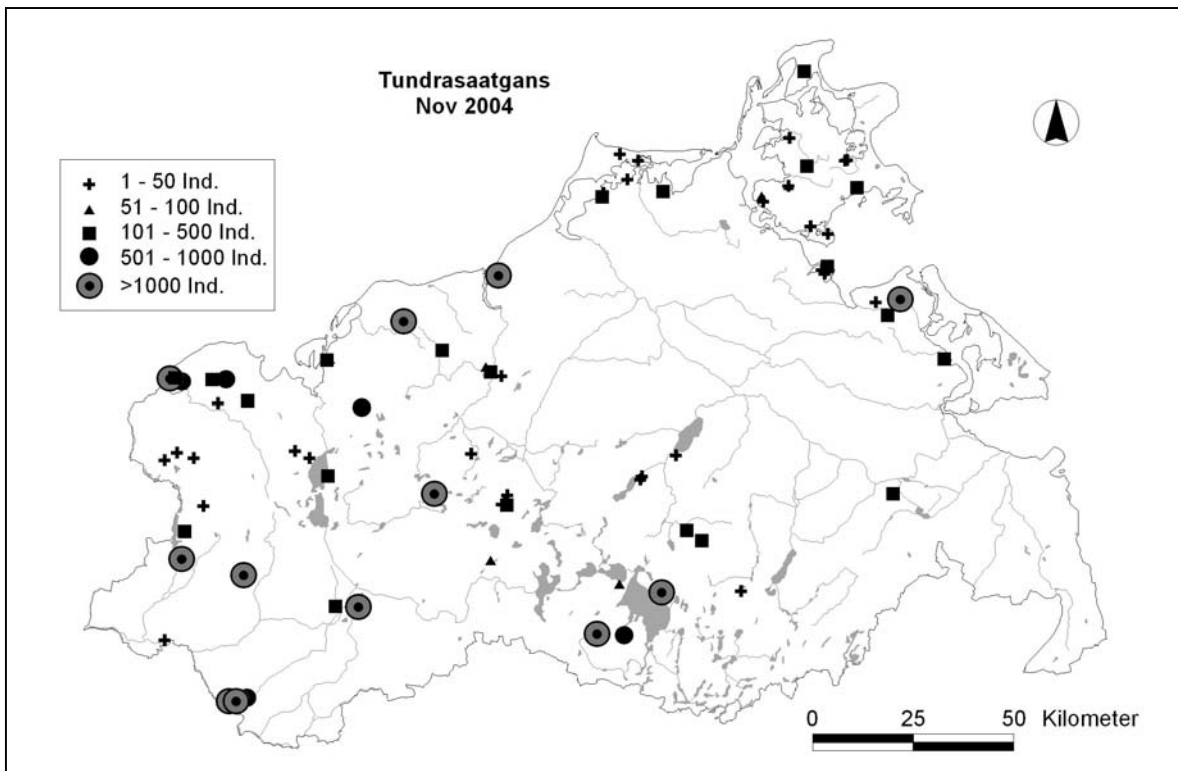 Tundrasaatgans
Nov 2004
1 - 50 Ind.
51 - 100 Ind.
101 - 500 Ind.
501 - 1000 Ind.
>1000 Ind.
0 25 50 Kilometer